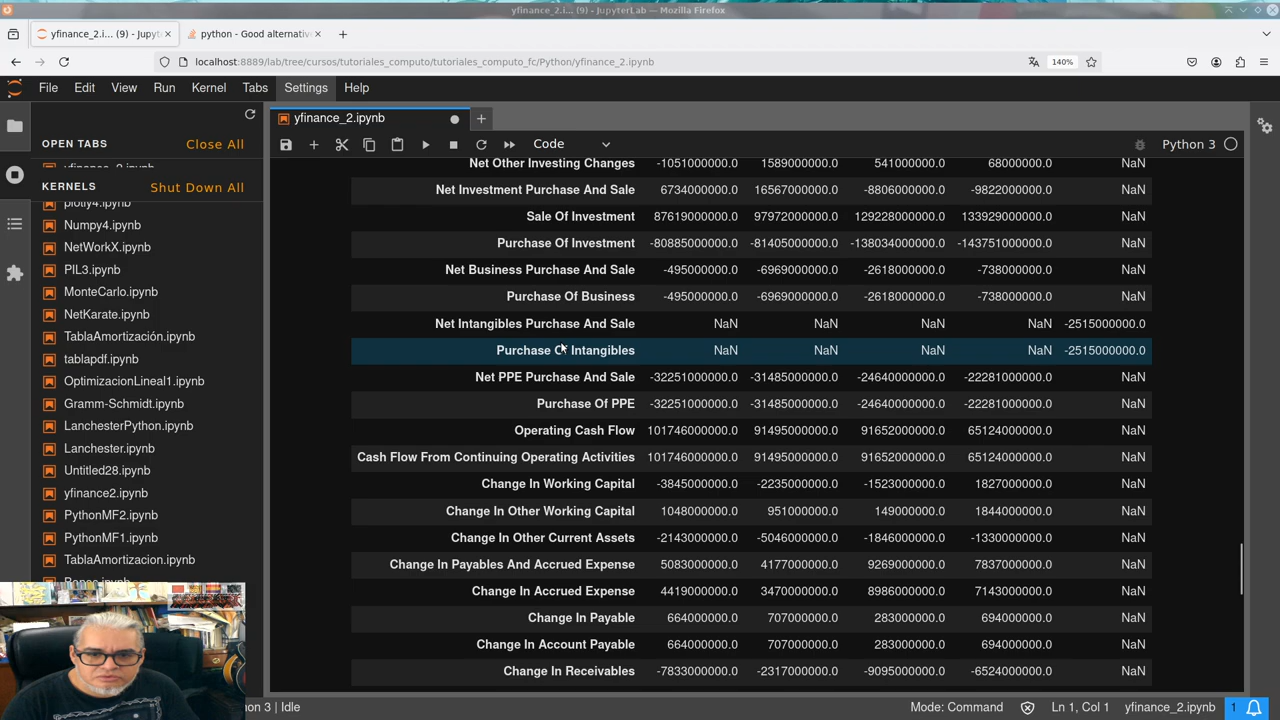 yfinance_2.i... (9) - JupyterLab — Mozilla Firefox
yfinance_2.i... (9) - Jupyt
python - Good alternativ
localhost:8889/lab/tree/cursos/tutoriales_computo/tutoriales_computo_fc/Python/yfinance_2.ipynb
140%
File Edit View Run Kernel Tabs Settings Help
OPEN TABS Close All
yfinance_2.ipynb
KERNELS Shut Down All
plotly4.ipynb
Numpy4.ipynb
NetWorkX.ipynb
PIL3.ipynb
MonteCarlo.ipynb
NetKarate.ipynb
TablaAmortización.ipynb
tablapdf.ipynb
OptimizacionLineal1.ipynb
Gramm-Schmidt.ipynb
LanchesterPython.ipynb
Lanchester.ipynb
Untitled28.ipynb
yfinance2.ipynb
PythonMF2.ipynb
PythonMF1.ipynb
TablaAmortizacion.ipynb
yfinance_2.ipynb
Code
Python 3
Net Other Investing Changes -1051000000.0 1589000000.0 541000000.0 68000000.0 NaN
Net Investment Purchase And Sale 6734000000.0 16567000000.0 -8806000000.0 -9822000000.0 NaN
Sale Of Investment 87619000000.0 97972000000.0 129228000000.0 133929000000.0 NaN
Purchase Of Investment -80885000000.0 -81405000000.0 -138034000000.0 -143751000000.0 NaN
Net Business Purchase And Sale -495000000.0 -6969000000.0 -2618000000.0 -738000000.0 NaN
Purchase Of Business -495000000.0 -6969000000.0 -2618000000.0 -738000000.0 NaN
Net Intangibles Purchase And Sale NaN NaN NaN NaN -2515000000.0
Purchase Of Intangibles NaN NaN NaN NaN -2515000000.0
Net PPE Purchase And Sale -32251000000.0 -31485000000.0 -24640000000.0 -22281000000.0 NaN
Purchase Of PPE -32251000000.0 -31485000000.0 -24640000000.0 -22281000000.0 NaN
Operating Cash Flow 101746000000.0 91495000000.0 91652000000.0 65124000000.0 NaN
Cash Flow From Continuing Operating Activities 101746000000.0 91495000000.0 91652000000.0 65124000000.0 NaN
Change In Working Capital -3845000000.0 -2235000000.0 -1523000000.0 1827000000.0 NaN
Change In Other Working Capital 1048000000.0 951000000.0 149000000.0 1844000000.0 NaN
Change In Other Current Assets -2143000000.0 -5046000000.0 -1846000000.0 -1330000000.0 NaN
Change In Payables And Accrued Expense 5083000000.0 4177000000.0 9269000000.0 7837000000.0 NaN
Change In Accrued Expense 4419000000.0 3470000000.0 8986000000.0 7143000000.0 NaN
Change In Payable 664000000.0 707000000.0 283000000.0 694000000.0 NaN
Change In Account Payable 664000000.0 707000000.0 283000000.0 694000000.0 NaN
Change In Receivables -7833000000.0 -2317000000.0 -9095000000.0 -6524000000.0 NaN
on 3 | Idle
Mode: Command
Ln 1, Col 1
yfinance_2.ipynb
1